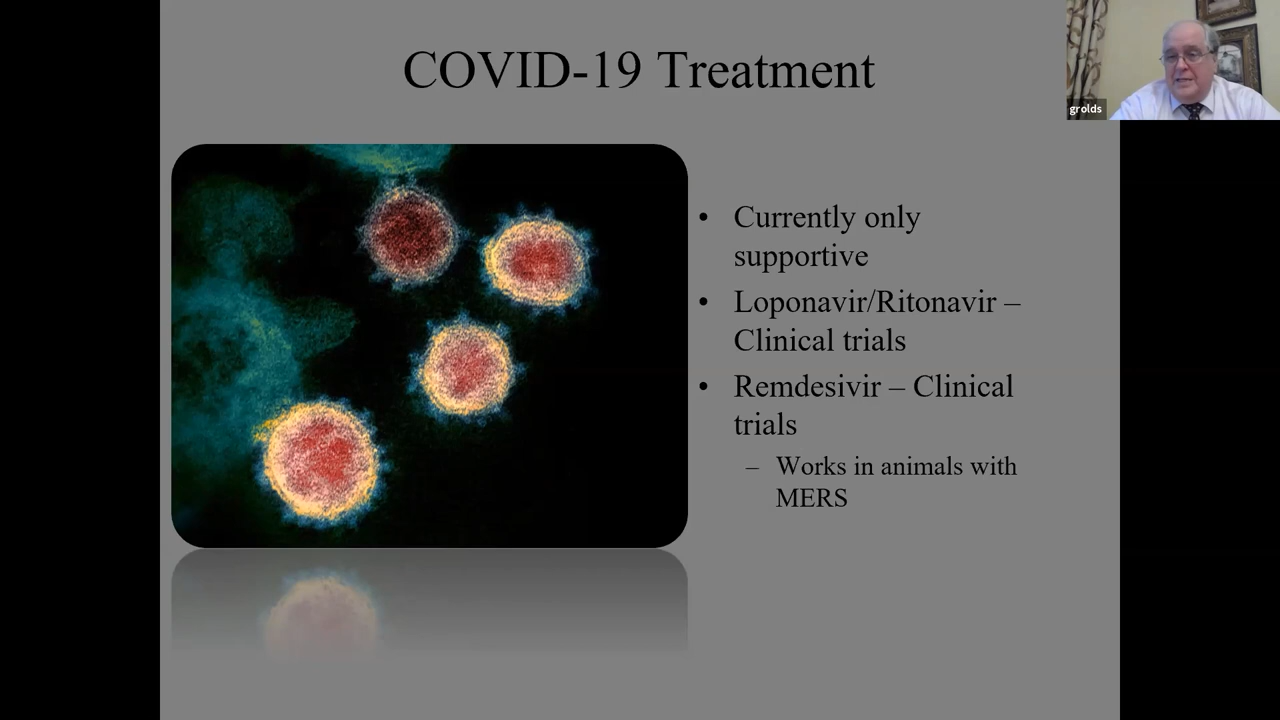 COVID-19 Treatment
grolds
• Currently only
supportive
• Loponavir/Ritonavir –
Clinical trials
• Remdesivir – Clinical
trials
– Works in animals with
MERS